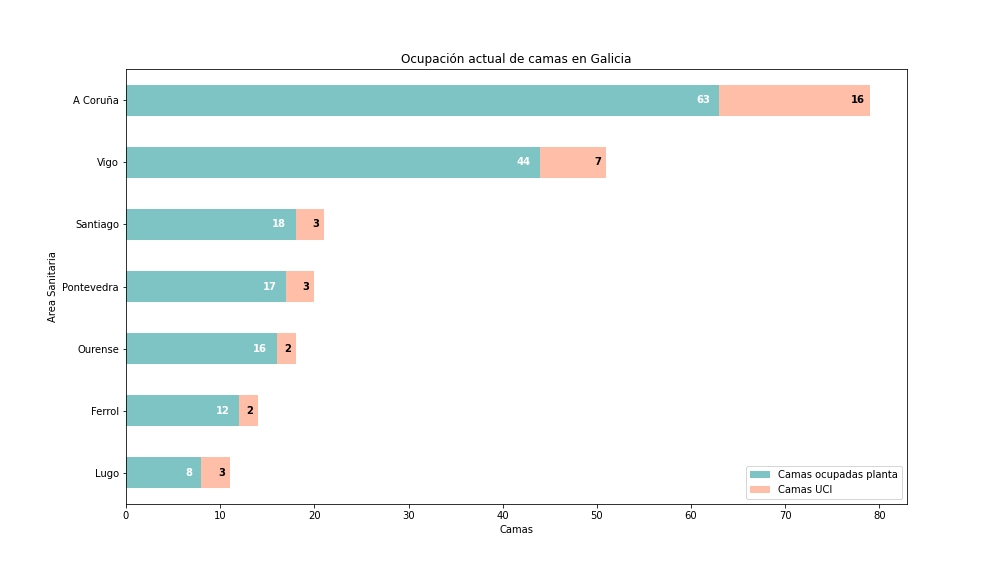 Ocupación actual de camas en Galicia
Area Sanitaria
A Coruña 63 16
Vigo 44 7
Santiago 18 3
Pontevedra 17 3
Ourense 16 2
Ferrol 12 2
Lugo 8 3
Camas ocupadas planta
Camas UCI
0 10 20 30 40 50 60 70 80
Camas